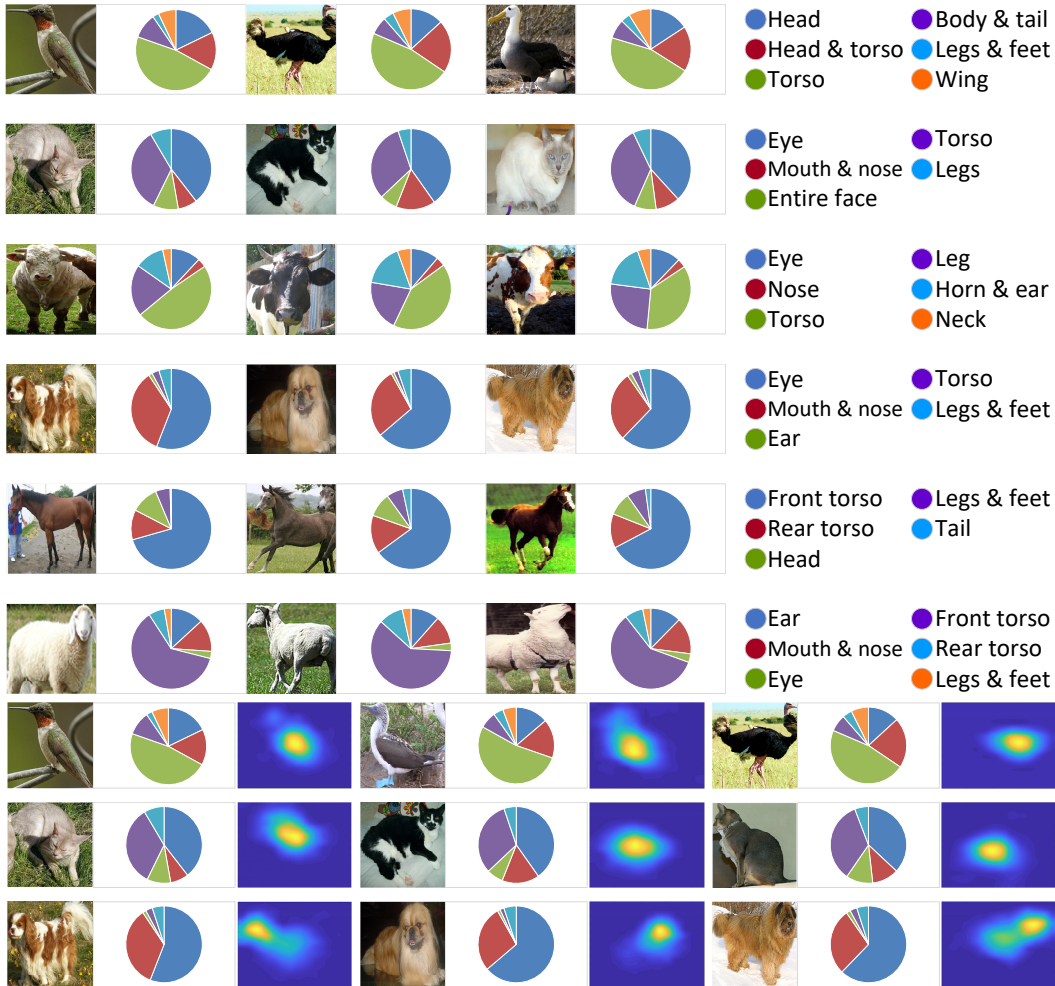 Head Body & tail
Head & torso Legs & feet
Torso Wing
Eye Torso
Mouth & nose Legs
Entire face
Eye Leg
Nose Horn & ear
Torso Neck
Eye Torso
Mouth & nose Legs & feet
Ear
Front torso Legs & feet
Rear torso Tail
Head
Ear Front torso
Mouth & nose Rear torso
Eye Legs & feet